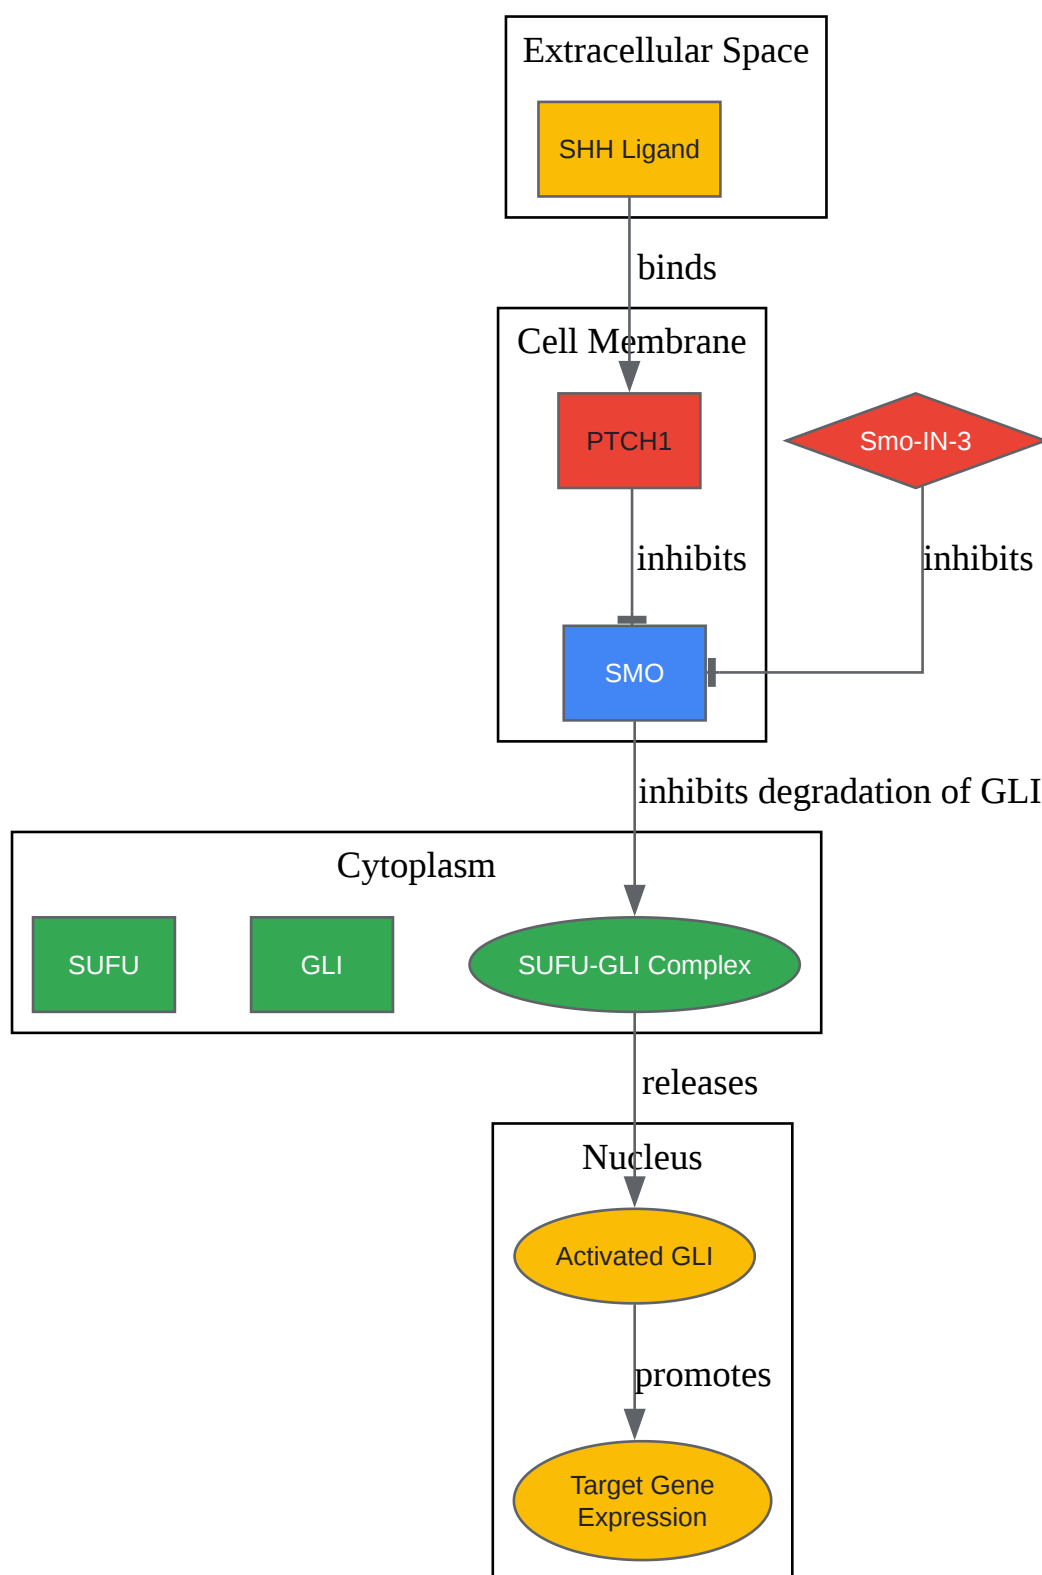 Extracellular Space
SHH Ligand
binds
Cell Membrane
PTCH1
Smo-IN-3
inhibits
inhibits
SMO
inhibits degradation of GLI
Cytoplasm
SUFU
GLI
SUFU-GLI Complex
releases
Nucleus
Activated GLI
promotes
Target Gene
Expression